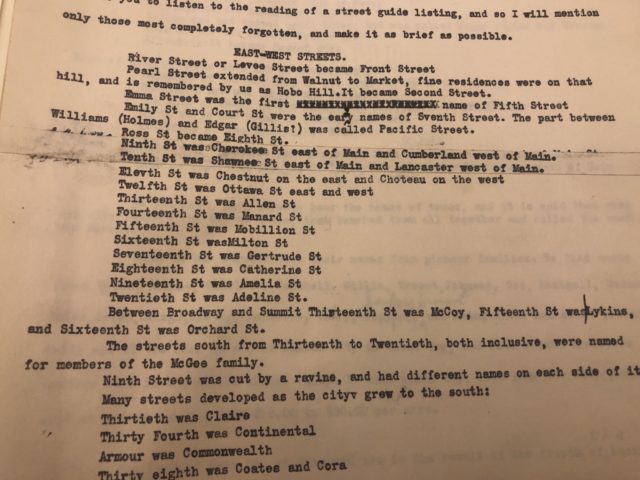 you to listen to the reading of a street guide listing, and so I will mention
only those most completely forgotten, and make it as brief as possible.
EAST-WEST STREETS.
River Street or Levee Street became Front Street
Pearl Street extended from Walnut to Market, fine residences were on that
hill, and is remembered by us as Hobo Hill.It became Second Street.
Emma Street was the first name of Fifth Street
Emily St and Court St were the eay names of Sventh Street. The part between
Williams (Holmes) and Edgar (Gillis!) was called Pacific Street.
Ross St became Eighth St.
Ninth St was Cherokee St east of Main and Cumberland west of Main.
Tenth St was Shawnee St east of Main and Lancaster west of Main.
Elevth St was Chestnut on the east and Choteau on the west
Twelfth St was Ottawa St east and west
Thirteenth St was Allen St
Fourteenth St was Manard St
Fifteenth St was Mobillion St
Sixteenth St wasMilton St
Seventeenth St was Gertrude St
Eighteenth St was Catherine St
Nineteenth St was Amelia St
Twentieth St was Adeline St.
Between Broadway and Summit Thirteenth St was McCoy, Fifteenth St was Lykins,
and Sixteenth St was Orchard St.
The streets south from Thirteenth to Twentieth, both inclusive, were named
for members of the McGee family.
Ninth Street was cut by a ravine, and had different names on each side of it
Many streets developed as the cityv grew to the south:
Thirtieth was Claire
Thirty Fourth was Continental
Armour was Commonwealth
Thirty eighth was Coates and Cora